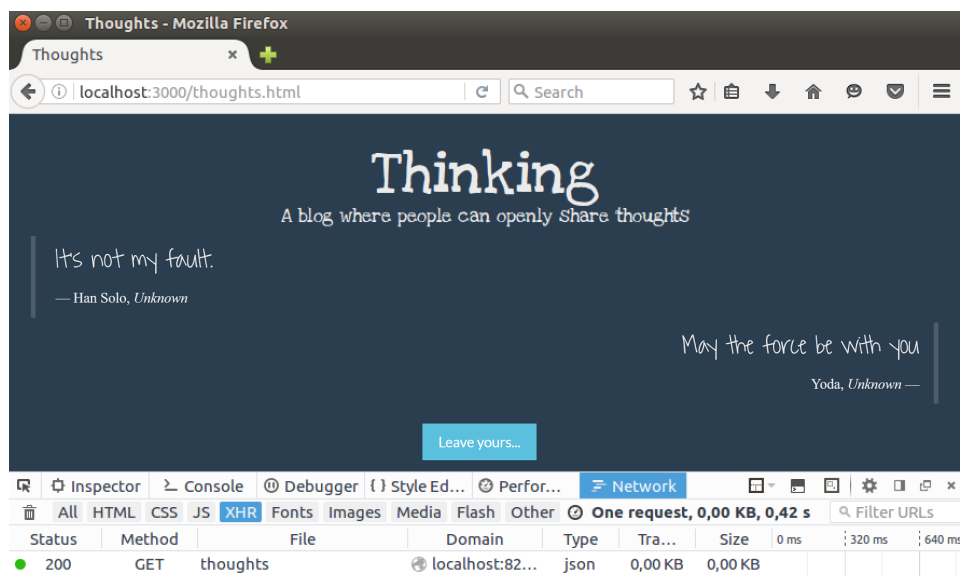 Thoughts - Mozilla Firefox
Thoughts
localhost:3000/thoughts.html
Search
Thinking
A blog where people can openly share thoughts
It's not my fault.
— Han Solo, Unknown
May the force be with you
Yoda, Unknown —
Leave yours...
Inspector Console Debugger {} Style Ed... Perfor... Network
All HTML CSS JS XHR Fonts Images Media Flash Other One request, 0,00 KB, 0,42 s Filter URLs
Status Method File Domain Type Tra... Size 0 ms 320 ms 640 ms
200 GET thoughts localhost:82... json 0,00 KB 0,00 KB